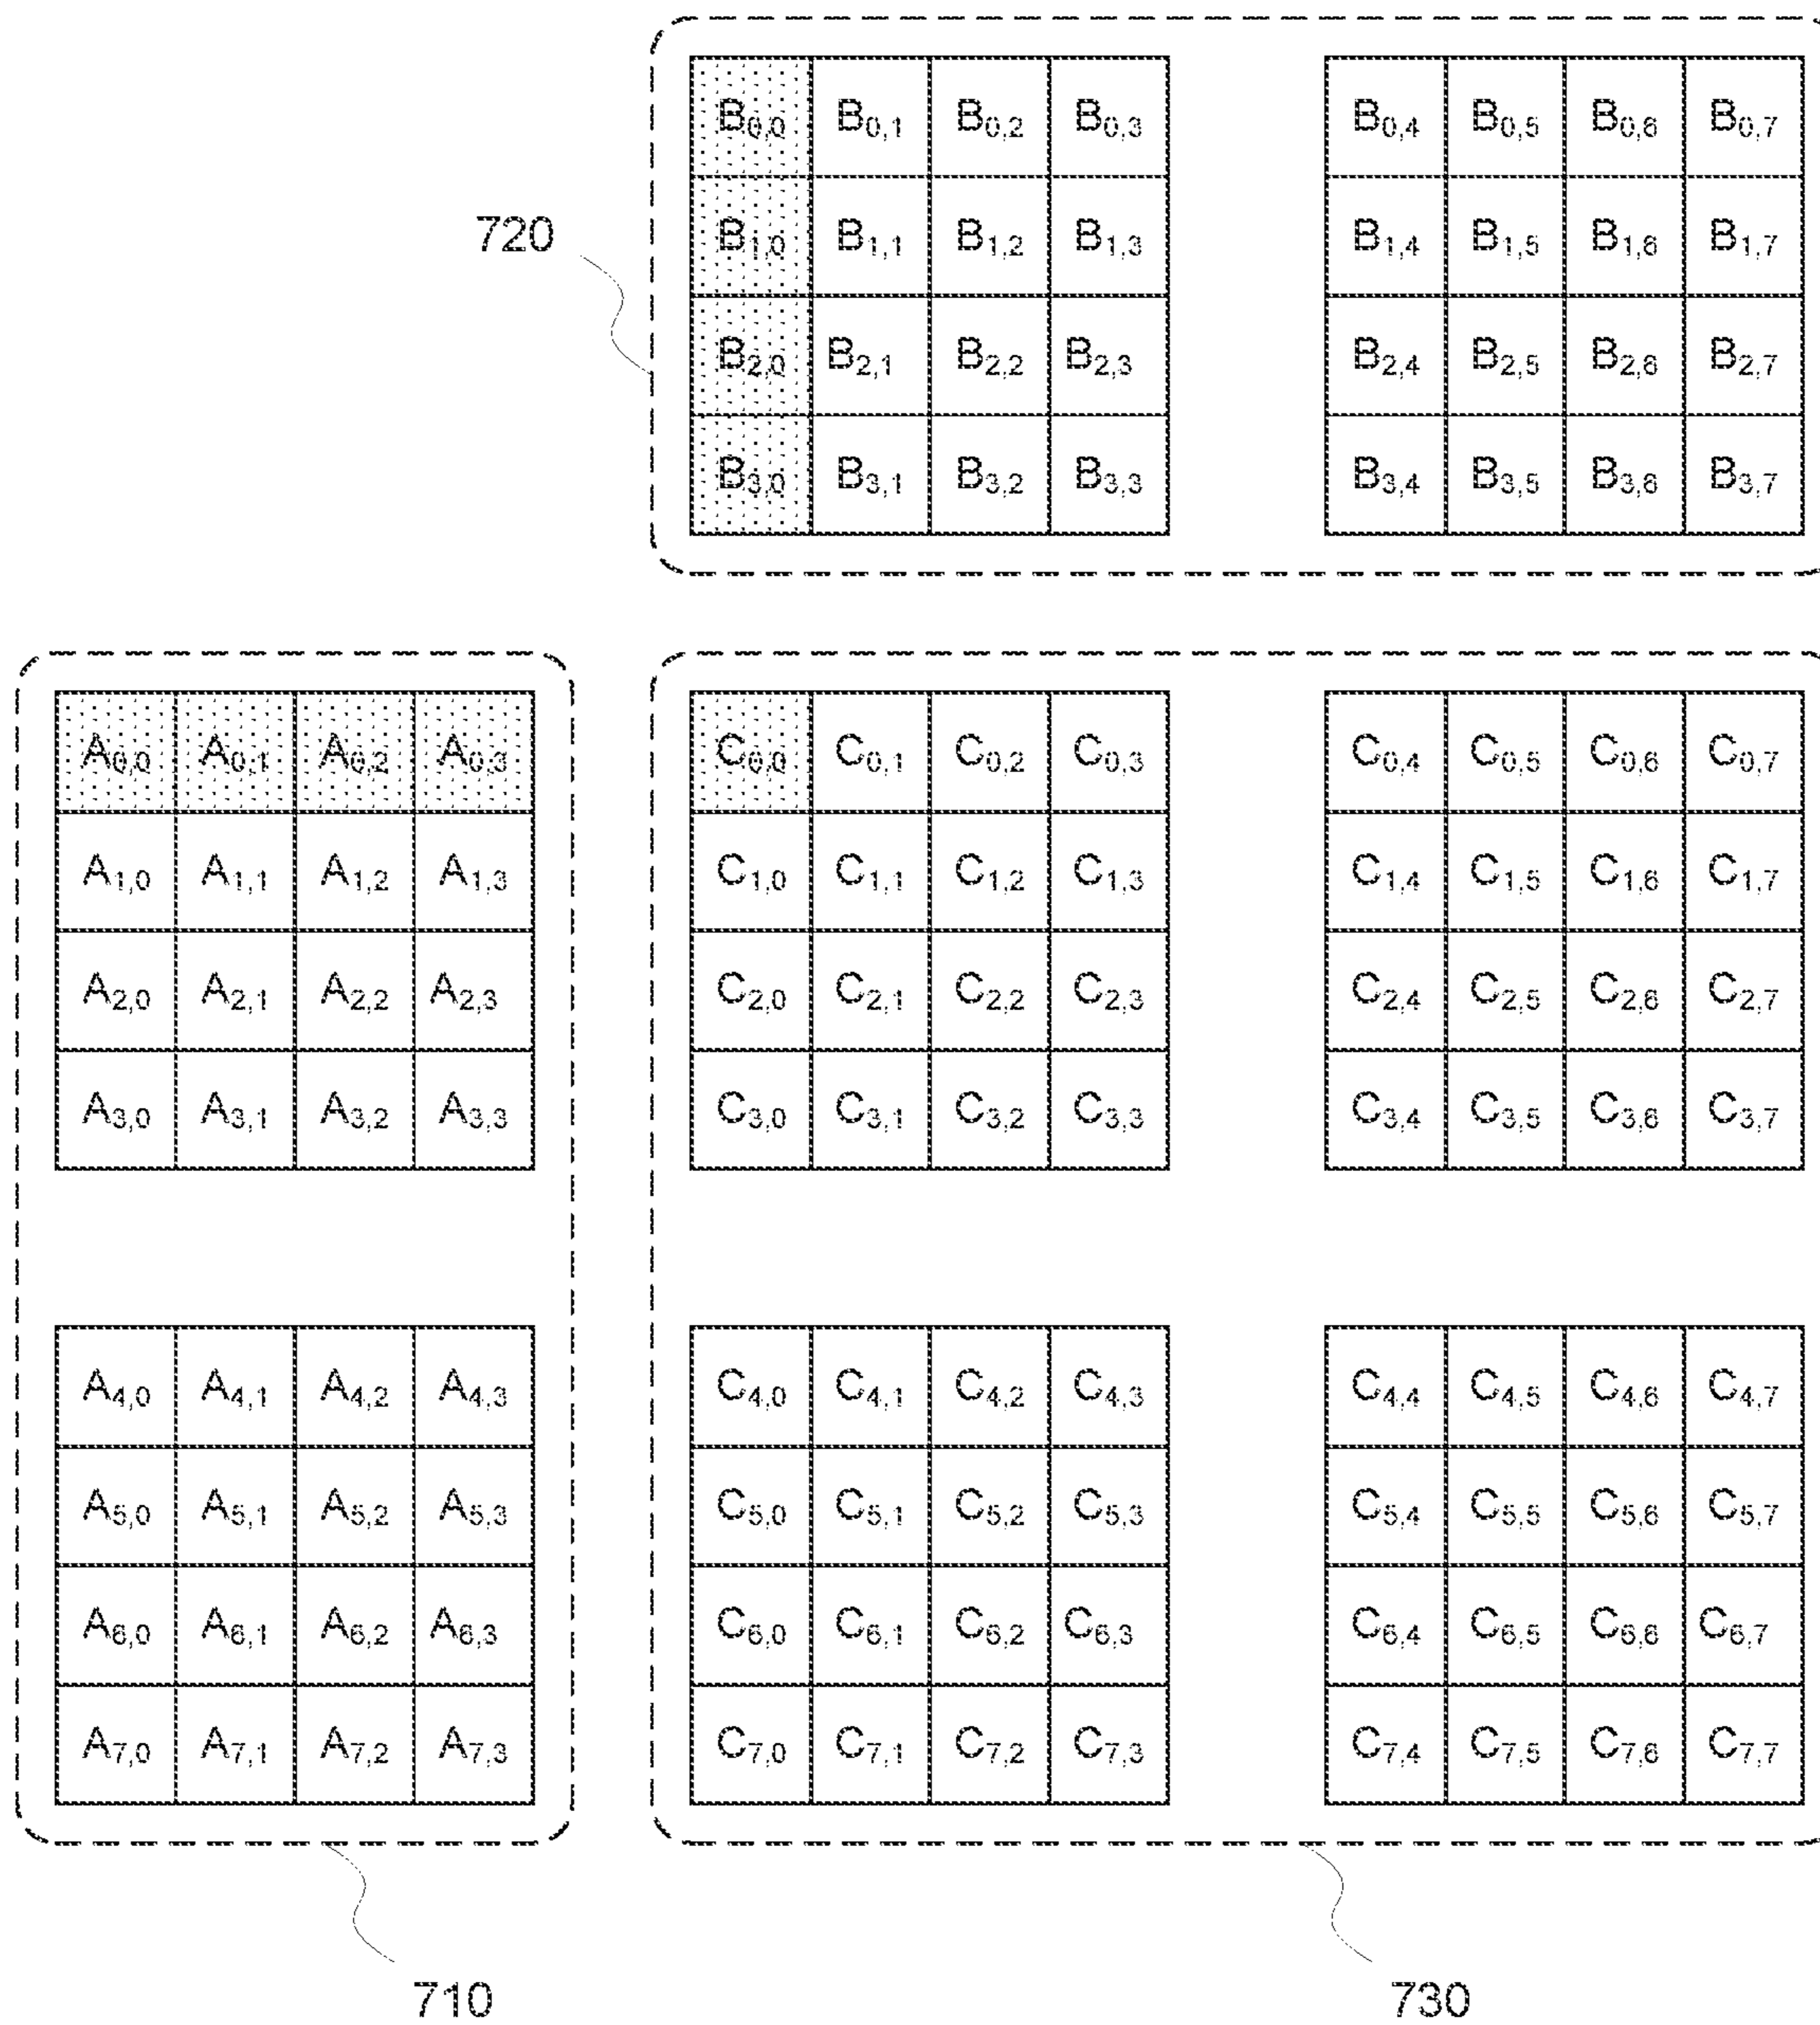 B0,0 B0,1 B0,2 B0,3 B0,4 B0,5 B0,6 B0,7
720
B1,0 B1,1 B1,2 B1,3 B1,4 B1,5 B1,6 B1,7
B2,0 B2,1 B2,2 B2,3 B2,4 B2,5 B2,6 B2,7
B3,0 B3,1 B3,2 B3,3 B3,4 B3,5 B3,6 B3,7
A0,0 A0,1 A0,2 A0,3 C0,0 C0,1 C0,2 C0,3 C0,4 C0,5 C0,6 C0,7
A1,0 A1,1 A1,2 A1,3 C1,0 C1,1 C1,2 C1,3 C1,4 C1,5 C1,6 C1,7
A2,0 A2,1 A2,2 A2,3 C2,0 C2,1 C2,2 C2,3 C2,4 C2,5 C2,6 C2,7
A3,0 A3,1 A3,2 A3,3 C3,0 C3,1 C3,2 C3,3 C3,4 C3,5 C3,6 C3,7
A4,0 A4,1 A4,2 A4,3 C4,0 C4,1 C4,2 C4,3 C4,4 C4,5 C4,6 C4,7
A5,0 A5,1 A5,2 A5,3 C5,0 C5,1 C5,2 C5,3 C5,4 C5,5 C5,6 C5,7
A6,0 A6,1 A6,2 A6,3 C6,0 C6,1 C6,2 C6,3 C6,4 C6,5 C6,6 C6,7
A7,0 A7,1 A7,2 A7,3 C7,0 C7,1 C7,2 C7,3 C7,4 C7,5 C7,6 C7,7
710
730